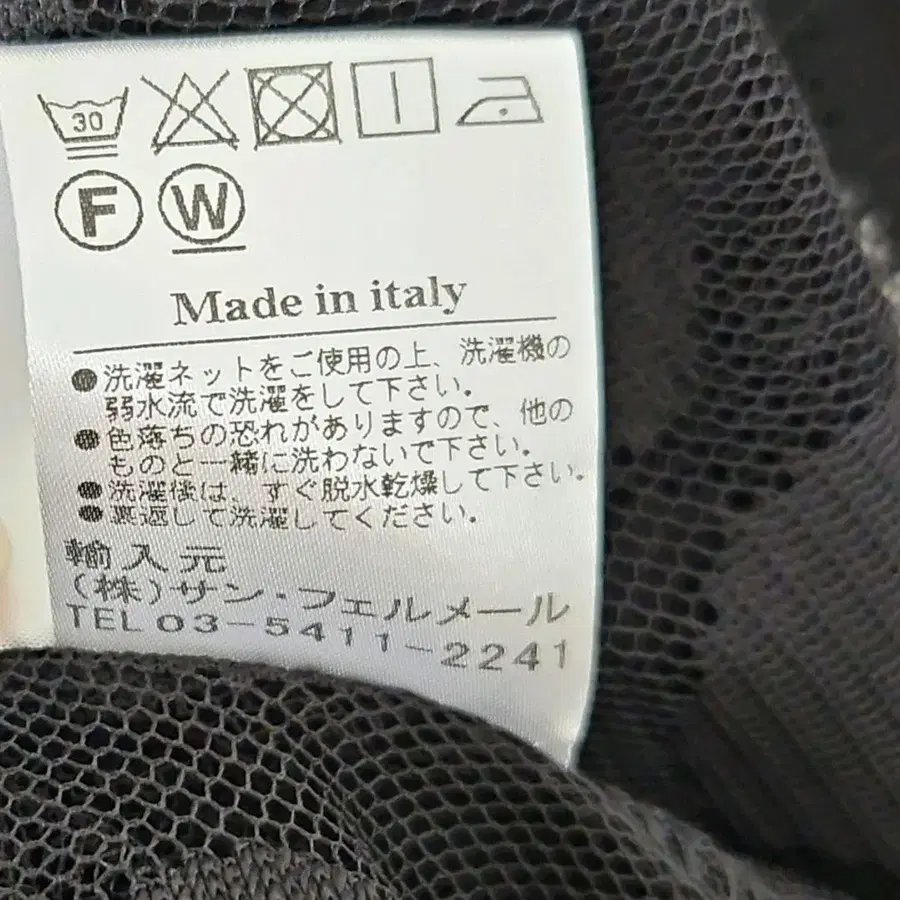 30
F W
Made in italy
●洗濯ネットをご使用の上、洗濯機の
弱水流で洗濯をして下さい。
●色落ちの恐れがありますので、他の
ものと一緒に洗わないで下さい。
●洗濯後は、すぐ脱水乾燥して下さい。
●裏返して洗濯してください。
輸入元
(株)サン・フェルメール
TEL 03-5411-2241